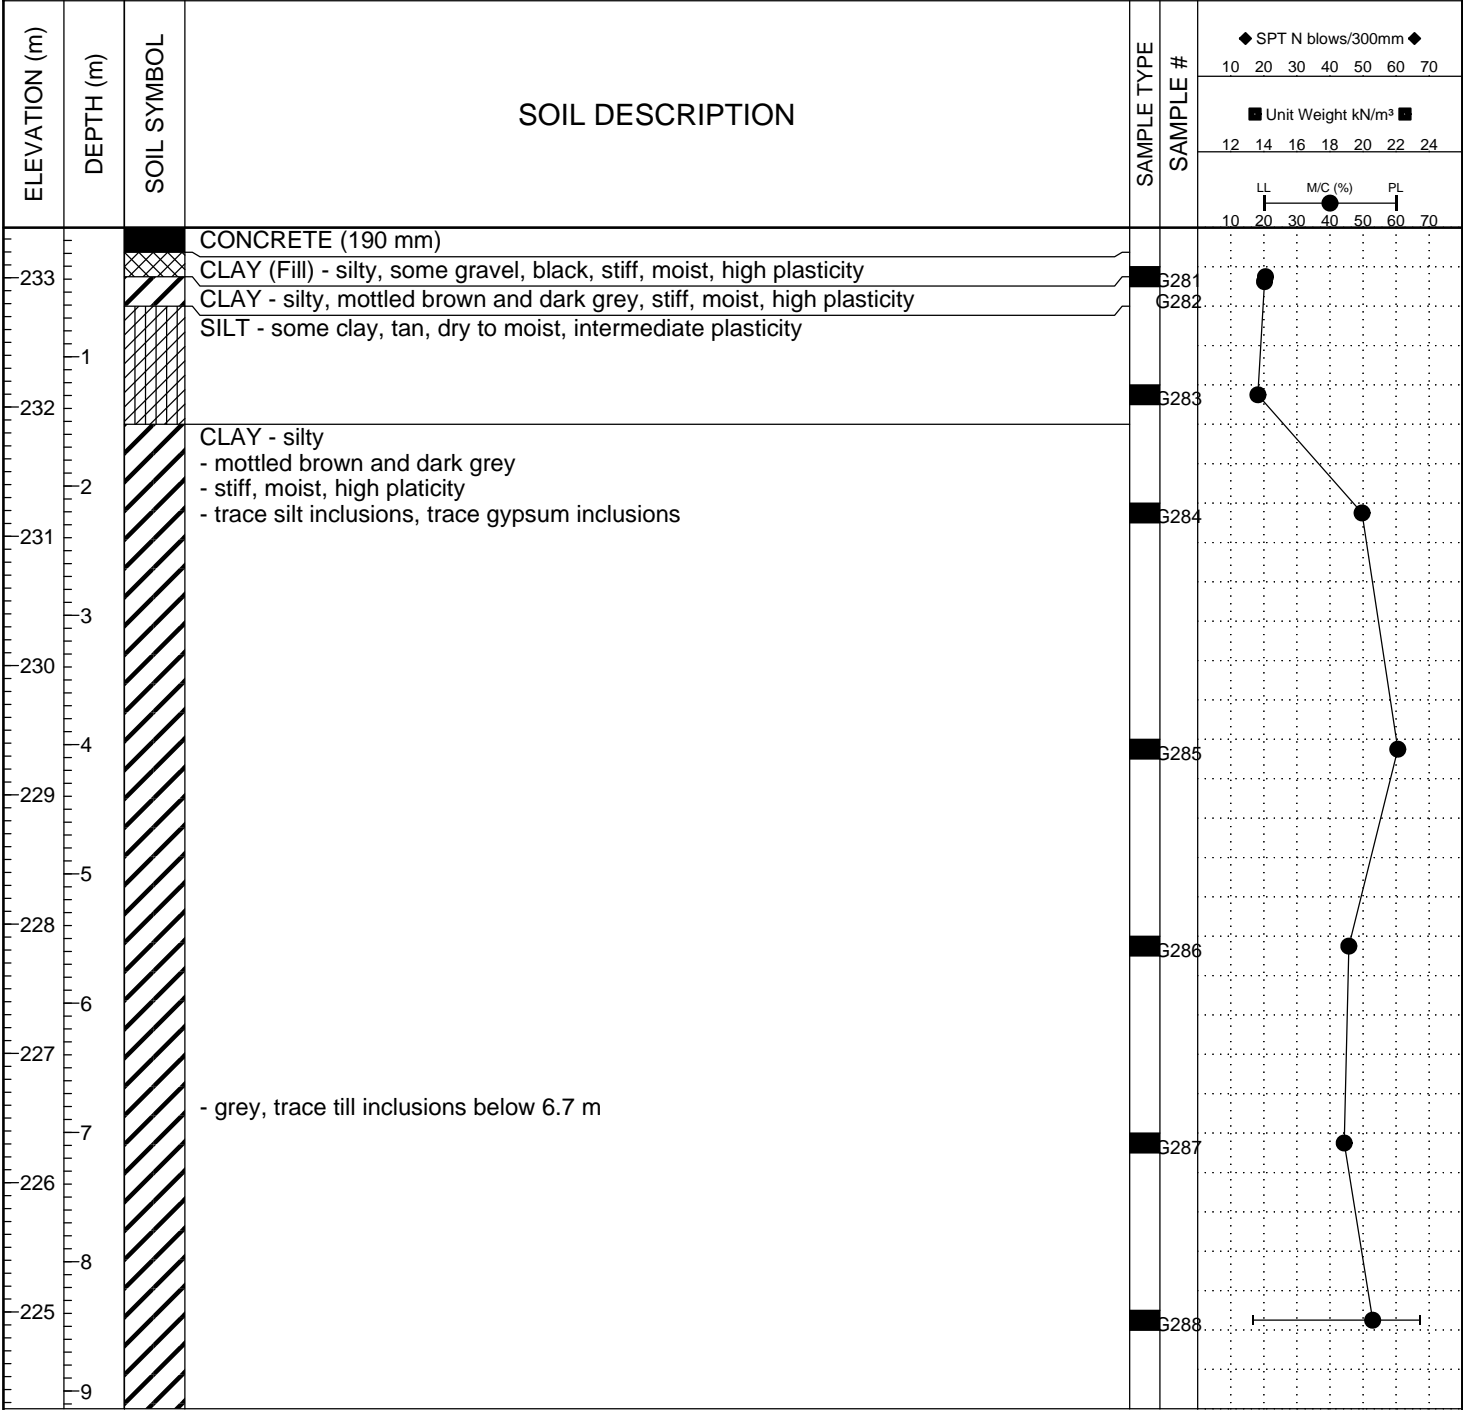 ELEVATION (m)
DEPTH (m)
SOIL SYMBOL
SOIL DESCRIPTION
SAMPLE TYPE
SAMPLE #
SPT N blows/300mm
10 20 30 40 50 60 70
Unit Weight kN/m³
12 14 16 18 20 22 24
LL M/C (%) PL
10 20 30 40 50 60 70
CONCRETE (190 mm)
CLAY (Fill) - silty, some gravel, black, stiff, moist, high plasticity
233
G281
CLAY - silty, mottled brown and dark grey, stiff, moist, high plasticity
G282
SILT - some clay, tan, dry to moist, intermediate plasticity
1
G283
232
CLAY - silty
- mottled brown and dark grey
- stiff, moist, high platicity
2
- trace silt inclusions, trace gypsum inclusions
G284
231
3
230
4
G285
229
5
228
G286
6
227
- grey, trace till inclusions below 6.7 m
7
G287
226
8
225
G288
9